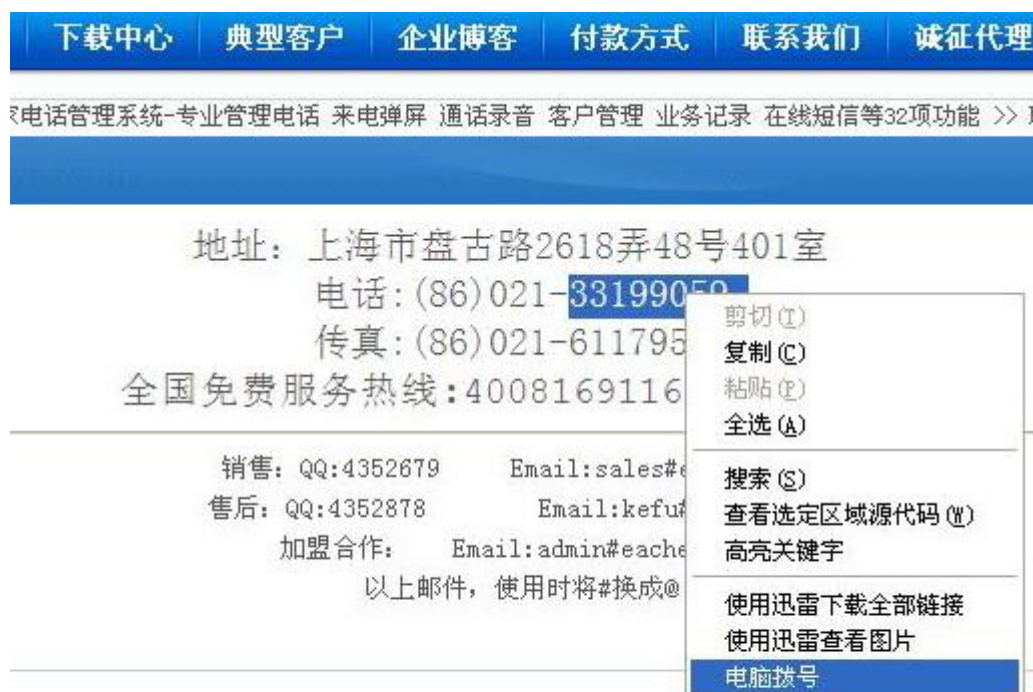 下载中心 典型客户 企业博客 付款方式 联系我们 诚征代理
电话管理系统-专业管理电话 来电弹屏 通话录音 客户管理 业务记录 在线短信等32项功能 >>
地址: 上海市盘古路2618弄48号401室
电话:(86)021-33199059
传真:(86)021-611795
全国免费服务热线:4008169116
销售: QQ:4352679 Email:sales#e
售后: QQ:4352878 Email:kefu#
加盟合作: Email:admin#eache
以上邮件，使用时将#换成@
剪切(T)
复制(C)
粘贴(P)
全选(A)
搜索(S)
查看选定区域源代码(W)
高亮关键字
使用迅雷下载全部链接
使用迅雷查看图片
电脑拨号